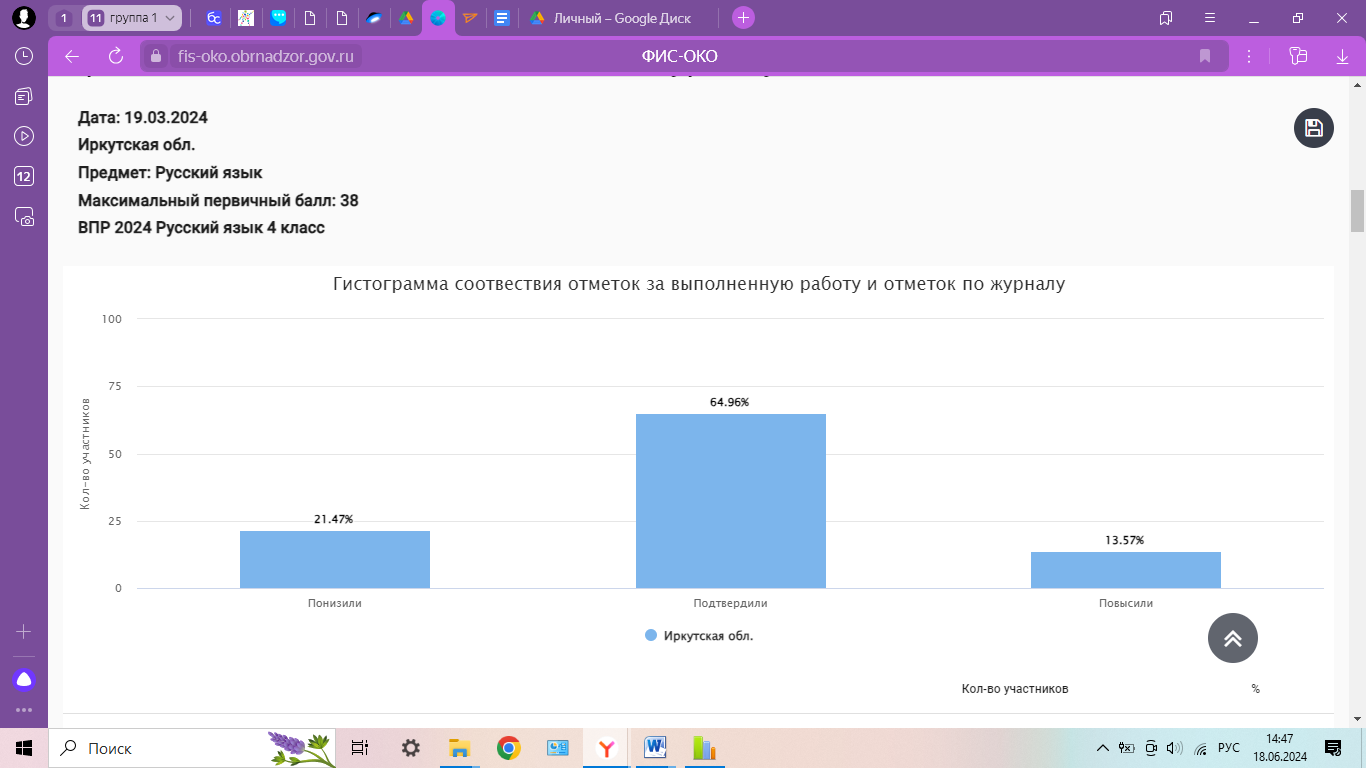 1
11
группа 1
Личный – Google Диск
fis-oko.obrnadzor.gov.ru
ФИС-ОКО
12
Дата: 19.03.2024
Иркутская обл.
Предмет: Русский язык
Максимальный первичный балл: 38
ВПР 2024 Русский язык 4 класс
Гистограмма соотвествия отметок за выполненную работу и отметок по журналу
Кол-во участников
100
75
50
25
0
21.47%
64.96%
13.57%
Понизили
Подтвердили
Повысили
Иркутская обл.
Кол-во участников %
Поиск
РУС
14:47
18.06.2024